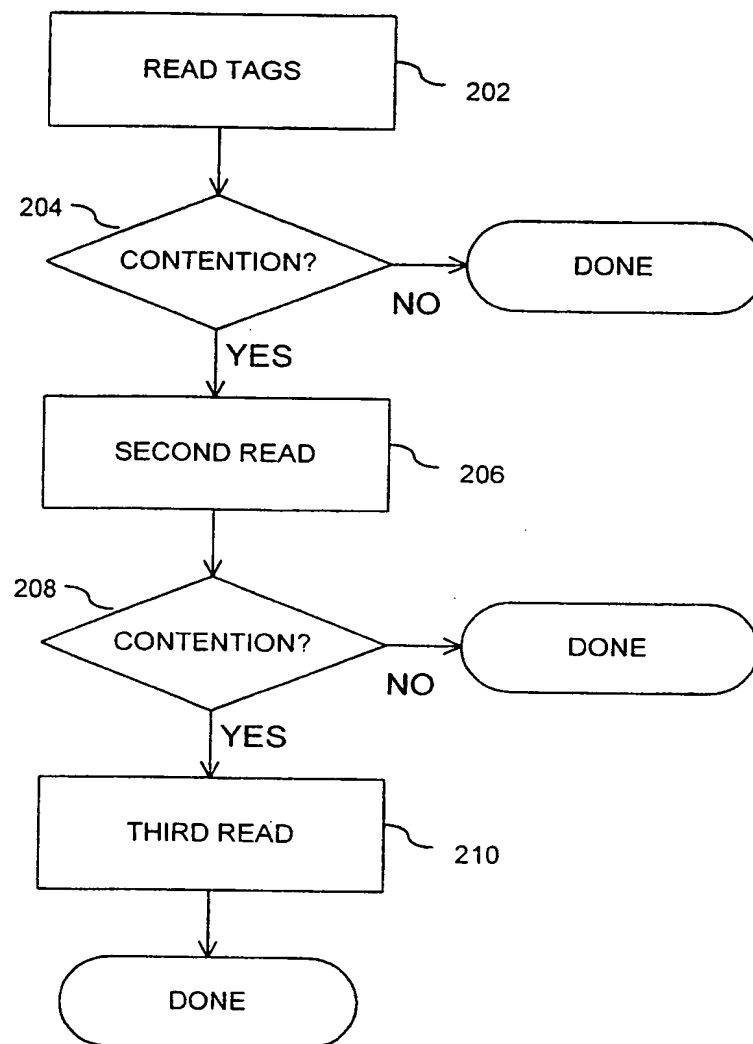 READ TAGS
202
204
CONTENTION?
DONE
NO
YES
SECOND READ
206
208
CONTENTION?
DONE
NO
YES
THIRD READ
210
DONE